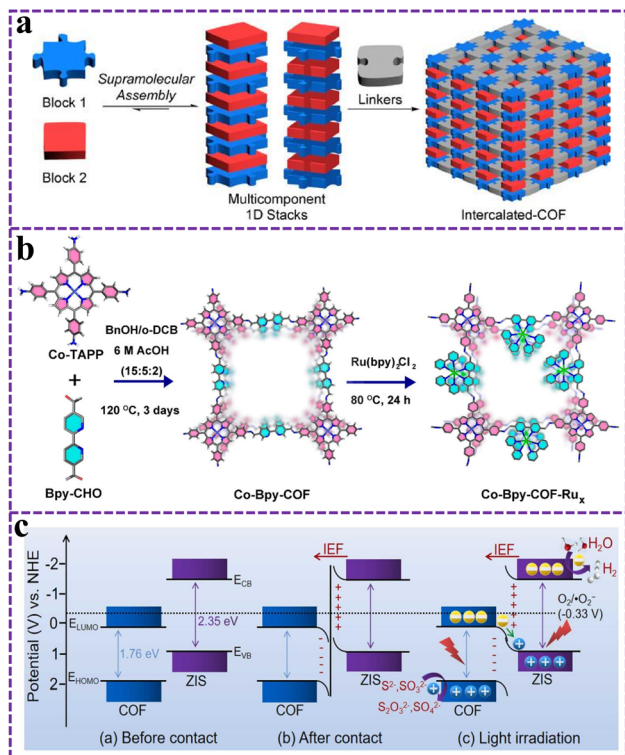 a
Block 1
Block 2
Supramolecular
Assembly
Multicomponent
1D Stacks
Linkers
Intercalated-COF
b
Co-TAPP
+
Bpy-CHO
BnOH/o-DCB
6 M AcOH
(15:5:2)
120 °C, 3 days
Co-Bpy-COF
Ru(bpy)₂Cl₂
80 °C, 24 h
Co-Bpy-COF-Ruₓ
c
Potential (V) vs. NHE
-2
-1
0
1
2
E_LUMO
E_HOMO
1.76 eV
COF
E_CB
2.35 eV
E_VB
ZIS
(a) Before contact
IEF
COF
ZIS
(b) After contact
IEF
H₂O
H₂
O₂/•O₂⁻
(-0.33 V)
S²⁻,SO₃²⁻
S₂O₃²⁻,SO₄²⁻
COF
ZIS
(c) Light irradiation